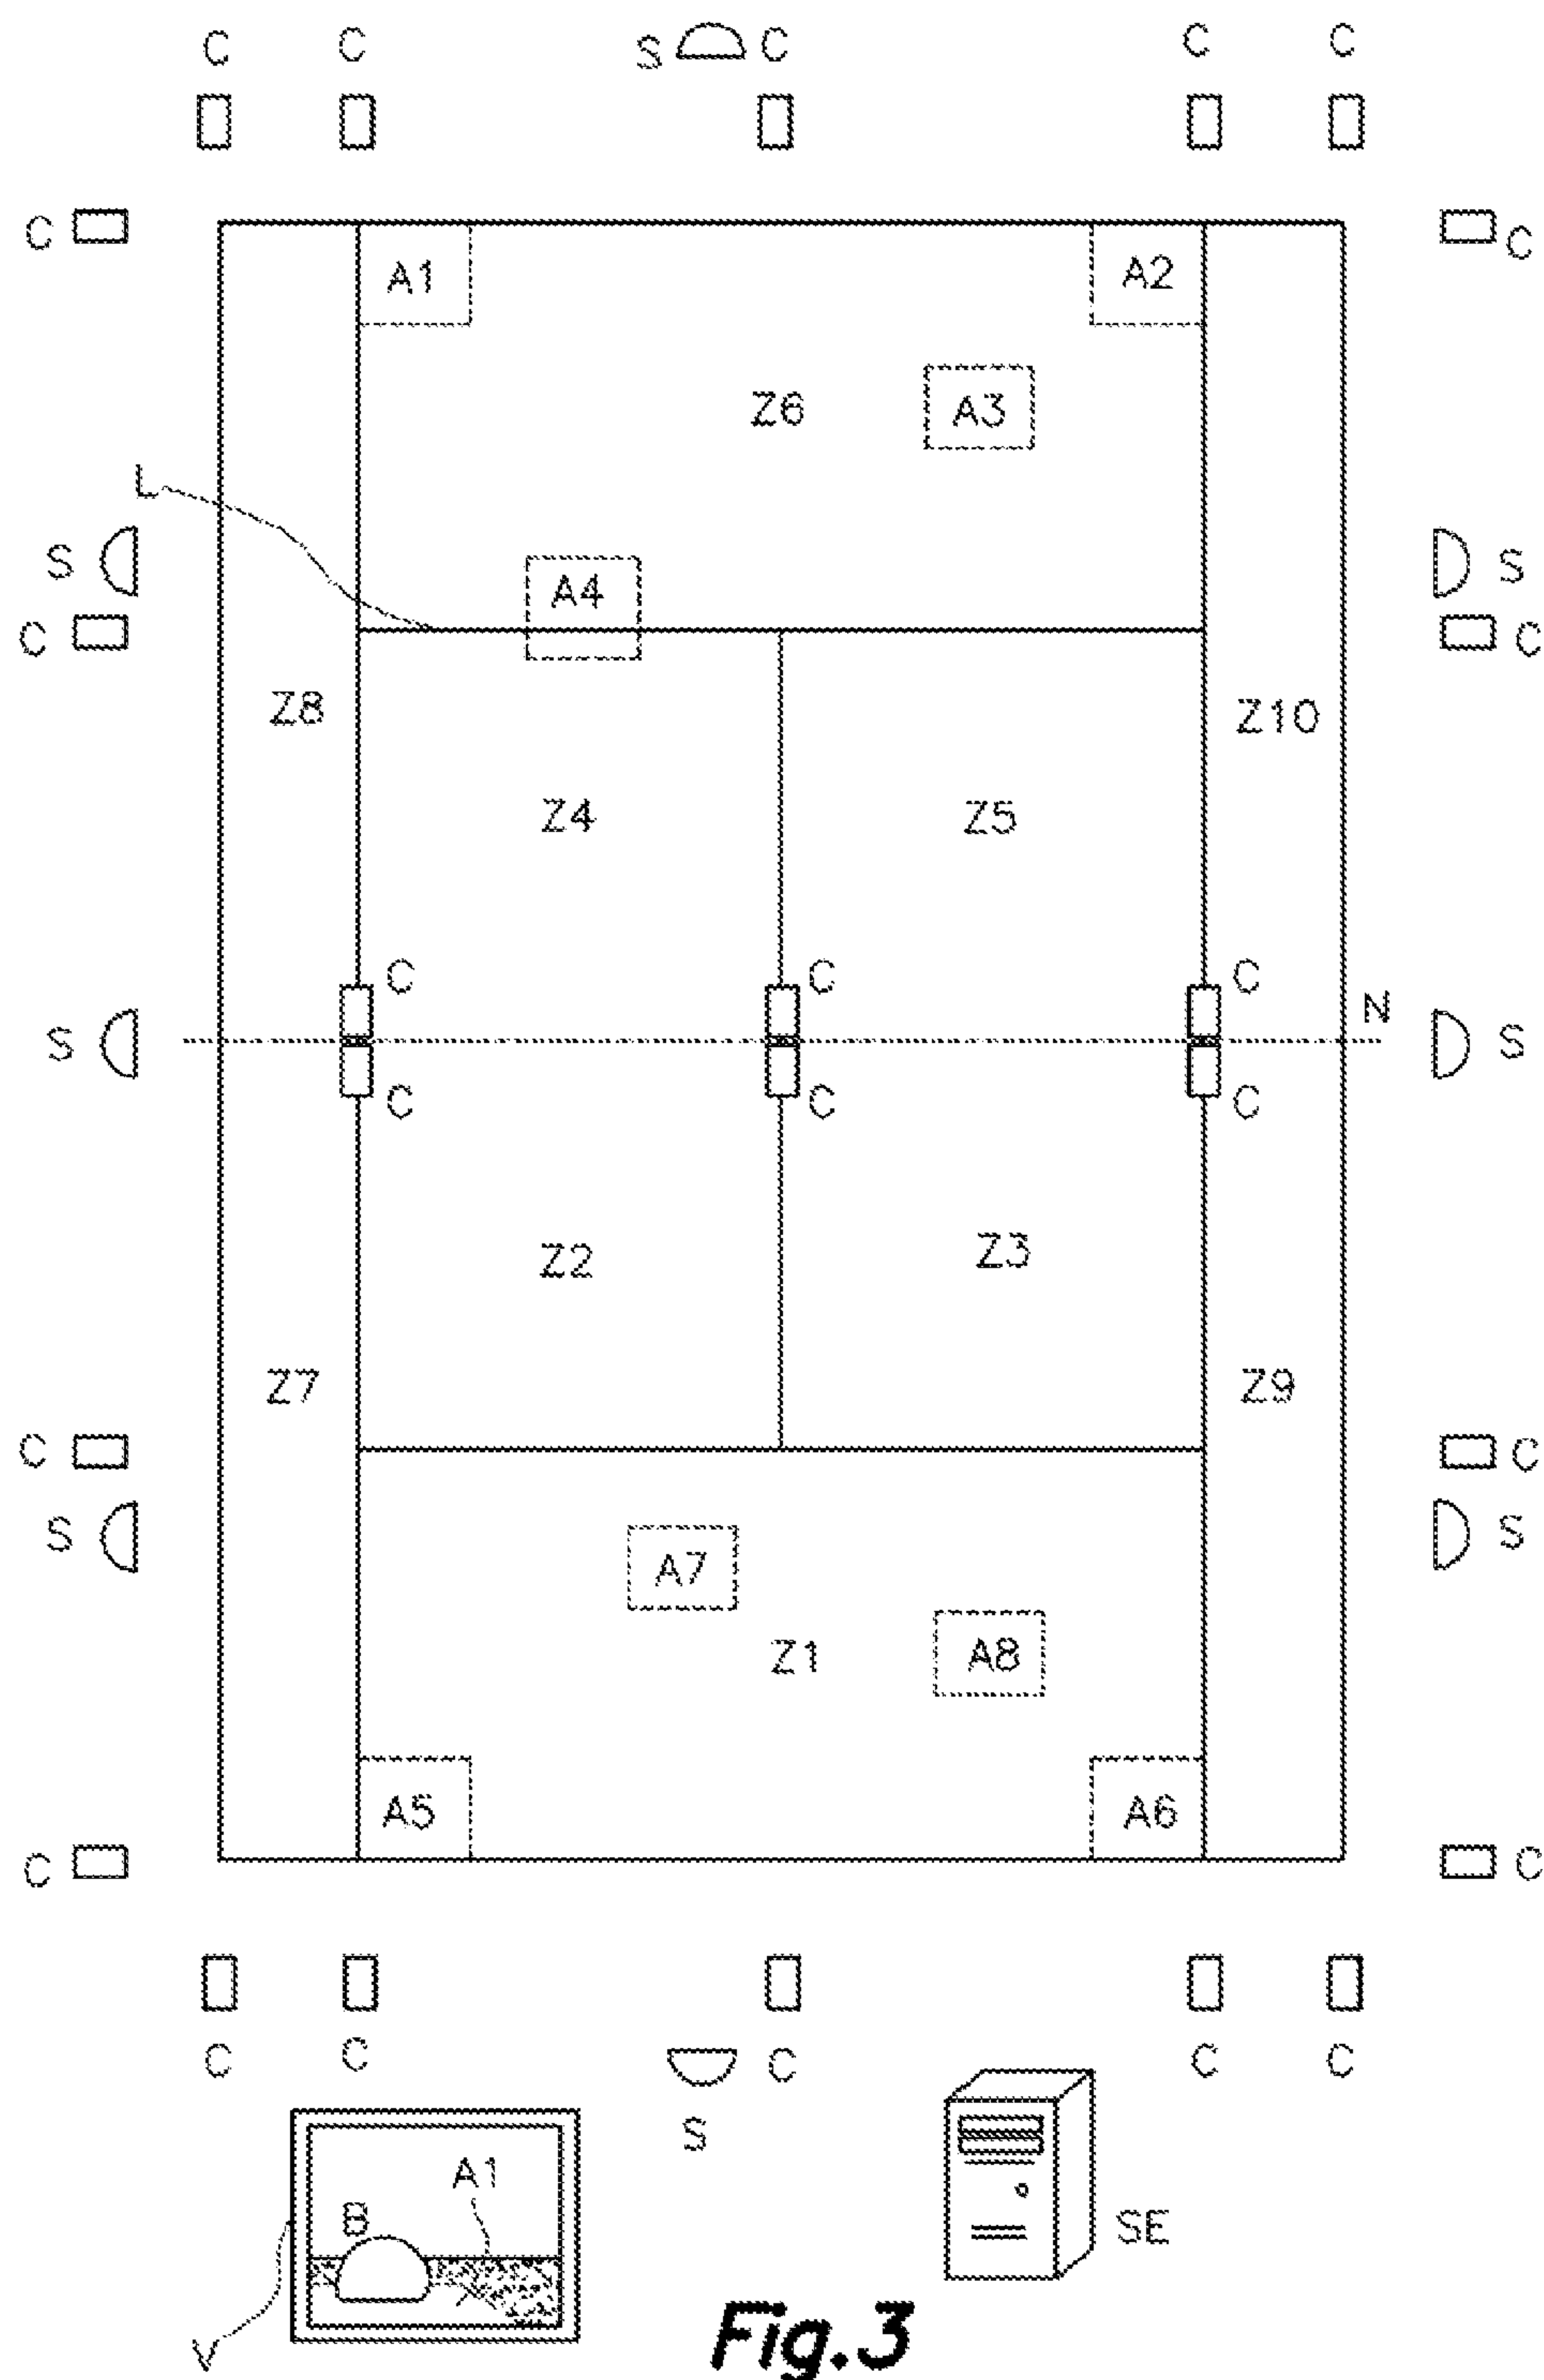 C C S C C C
C C
A1 A2
Z6 A3
L
A4
S S
C C
Z8 Z10
Z4 Z5
C C C
N
S S
C C C
Z2 Z3
Z7 Z9
C C
S S
A7
Z1 A8
A5 A6
C C
C C C C C
S
A1
B
SE
V
Fig.3